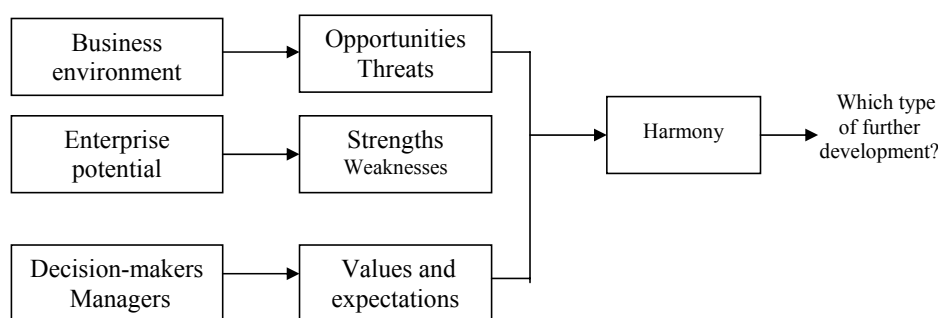 Business
environment
Opportunities
Threats
Enterprise
potential
Strengths
Weaknesses
Decision-makers
Managers
Values and
expectations
Harmony
Which type
of further
development?